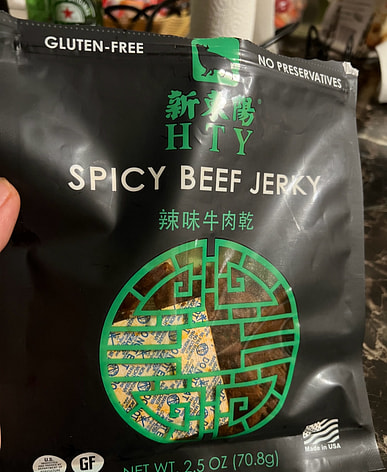 GLUTEN-FREE
NO PRESERVATIVES
新東陽®
HTY
SPICY BEEF JERKY
辣味牛肉乾
U.S.
GF
Made in USA
NET WT. 2.5 OZ (70.8g)